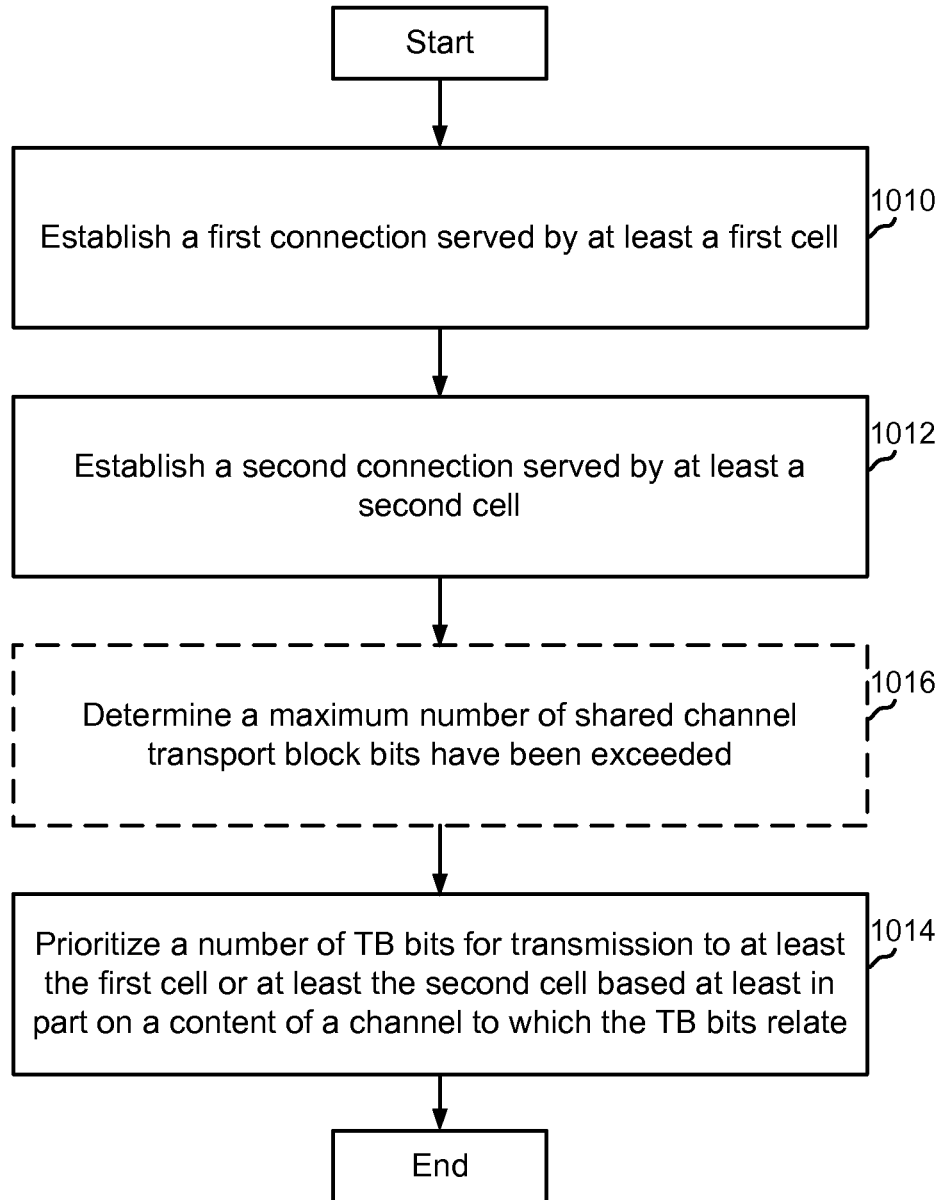 Start
Establish a first connection served by at least a first cell
1010
Establish a second connection served by at least a
second cell
1012
Determine a maximum number of shared channel
transport block bits have been exceeded
1016
Prioritize a number of TB bits for transmission to at least
the first cell or at least the second cell based at least in
part on a content of a channel to which the TB bits relate
1014
End